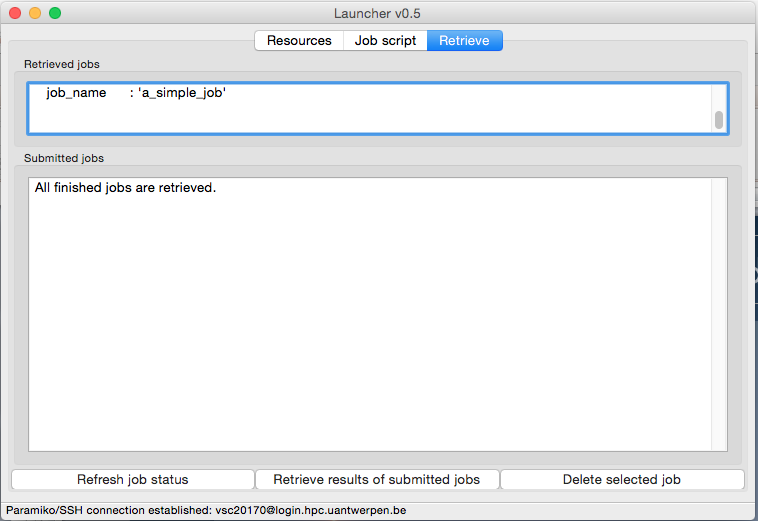 Launcher v0.5
Resources Job script Retrieve
Retrieved jobs
job_name : 'a_simple_job'
Submitted jobs
All finished jobs are retrieved.
Refresh job status Retrieve results of submitted jobs Delete selected job
Paramiko/SSH connection established: vsc20170@login.hpc.uantwerpen.be